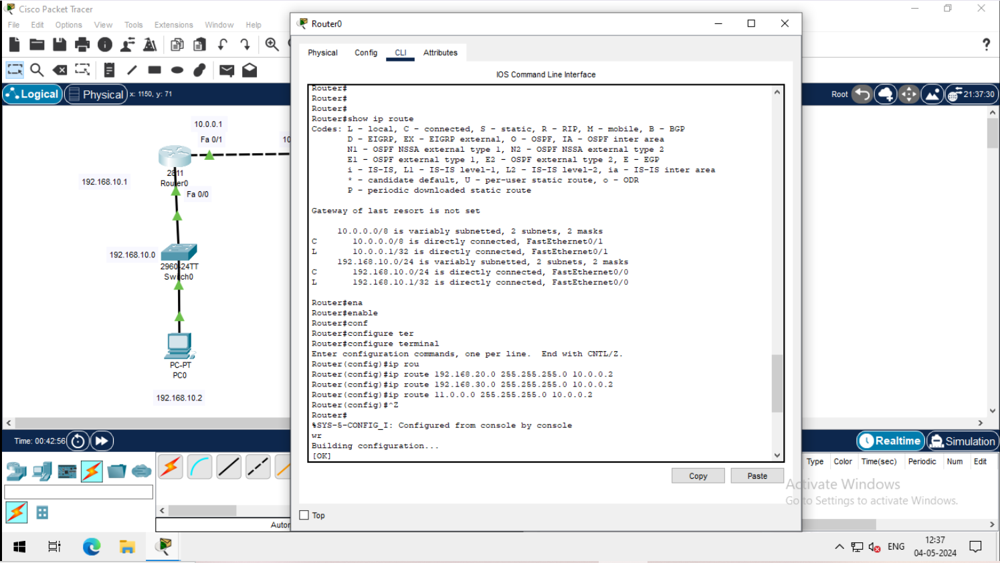 Cisco Packet Tracer
File Edit Options View Tools Extensions Window Help
Logical Physical x: 1150, y: 71
Root 21:37:30
10.0.0.1
Fa 0/1
10
2811
Router0
192.168.10.1
Fa 0/0
192.168.10.0
2960-24TT
Switch0
PC-PT
PC0
192.168.10.2
Router0
Physical Config CLI Attributes
IOS Command Line Interface
Router#
Router#
Router#
Router#show ip route
Codes: L - local, C - connected, S - static, R - RIP, M - mobile, B - BGP
D - EIGRP, EX - EIGRP external, O - OSPF, IA - OSPF inter area
N1 - OSPF NSSA external type 1, N2 - OSPF NSSA external type 2
E1 - OSPF external type 1, E2 - OSPF external type 2, E - EGP
i - IS-IS, L1 - IS-IS level-1, L2 - IS-IS level-2, ia - IS-IS inter area
* - candidate default, U - per-user static route, o - ODR
P - periodic downloaded static route
Gateway of last resort is not set
10.0.0.0/8 is variably subnetted, 2 subnets, 2 masks
C 10.0.0.0/8 is directly connected, FastEthernet0/1
L 10.0.0.1/32 is directly connected, FastEthernet0/1
192.168.10.0/24 is variably subnetted, 2 subnets, 2 masks
C 192.168.10.0/24 is directly connected, FastEthernet0/0
L 192.168.10.1/32 is directly connected, FastEthernet0/0
Router#ena
Router#enable
Router#conf
Router#configure ter
Router#configure terminal
Enter configuration commands, one per line. End with CNTL/Z.
Router(config)#ip rou
Router(config)#ip route 192.168.20.0 255.255.255.0 10.0.0.2
Router(config)#ip route 192.168.30.0 255.255.255.0 10.0.0.2
Router(config)#ip route 11.0.0.0 255.255.255.0 10.0.0.2
Router(config)#^Z
Router#
%SYS-5-CONFIG_I: Configured from console by console
wr
Building configuration...
[OK]
Copy Paste
Top
Time: 00:42:56
Realtime Simulation
Type Color Time(sec) Periodic Num Edit
Autor
Activate Windows
Go to Settings to activate Windows.
ENG
12:37
04-05-2024